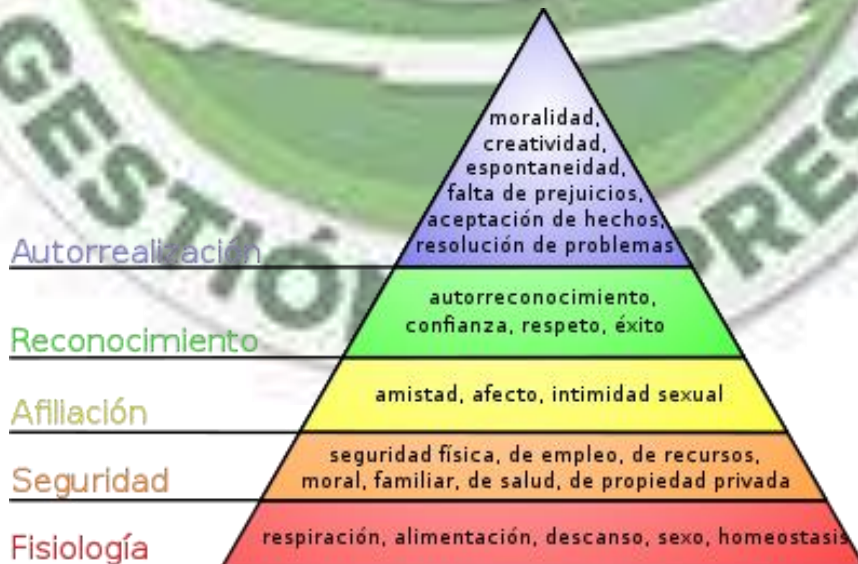 moralidad,
creatividad,
espontaneidad,
falta de prejuicios,
aceptación de hechos,
resolución de problemas
Autorrealización
autorreconocimiento,
confianza, respeto, éxito
Reconocimiento
amistad, afecto, intimidad sexual
Afiliación
seguridad física, de empleo, de recursos,
moral, familiar, de salud, de propiedad privada
Seguridad
respiración, alimentación, descanso, sexo, homeostasis
Fisiología
GESTIÓN